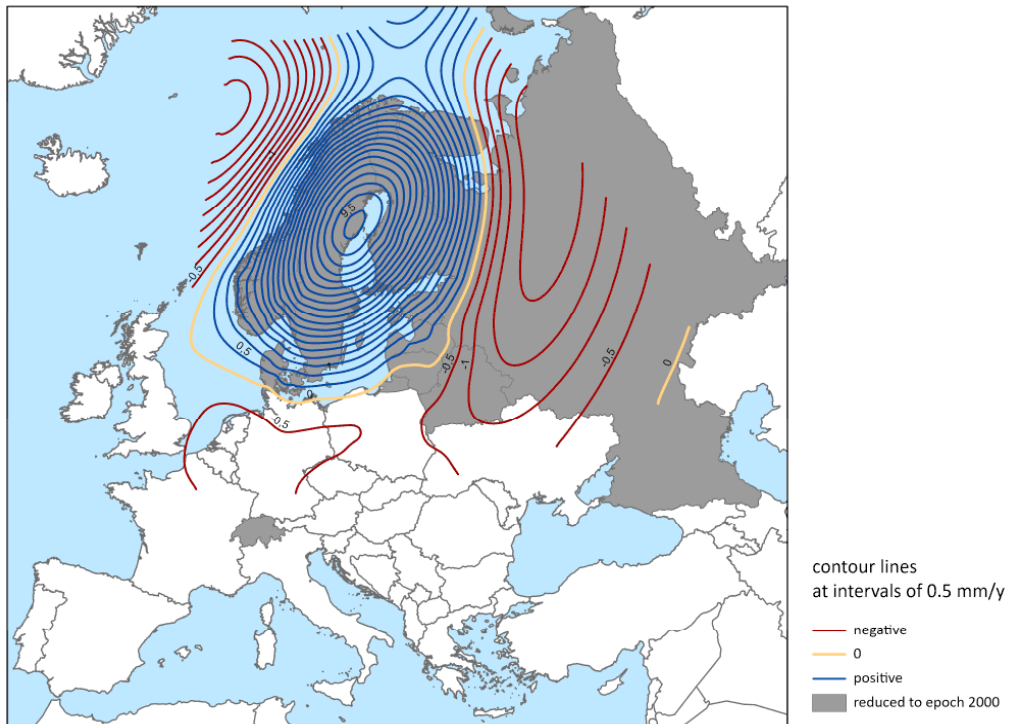 9.5
-0.5
0.5
0
-0.5
-1
-0.5
0
0.5
contour lines
at intervals of 0.5 mm/y
negative
0
positive
reduced to epoch 2000